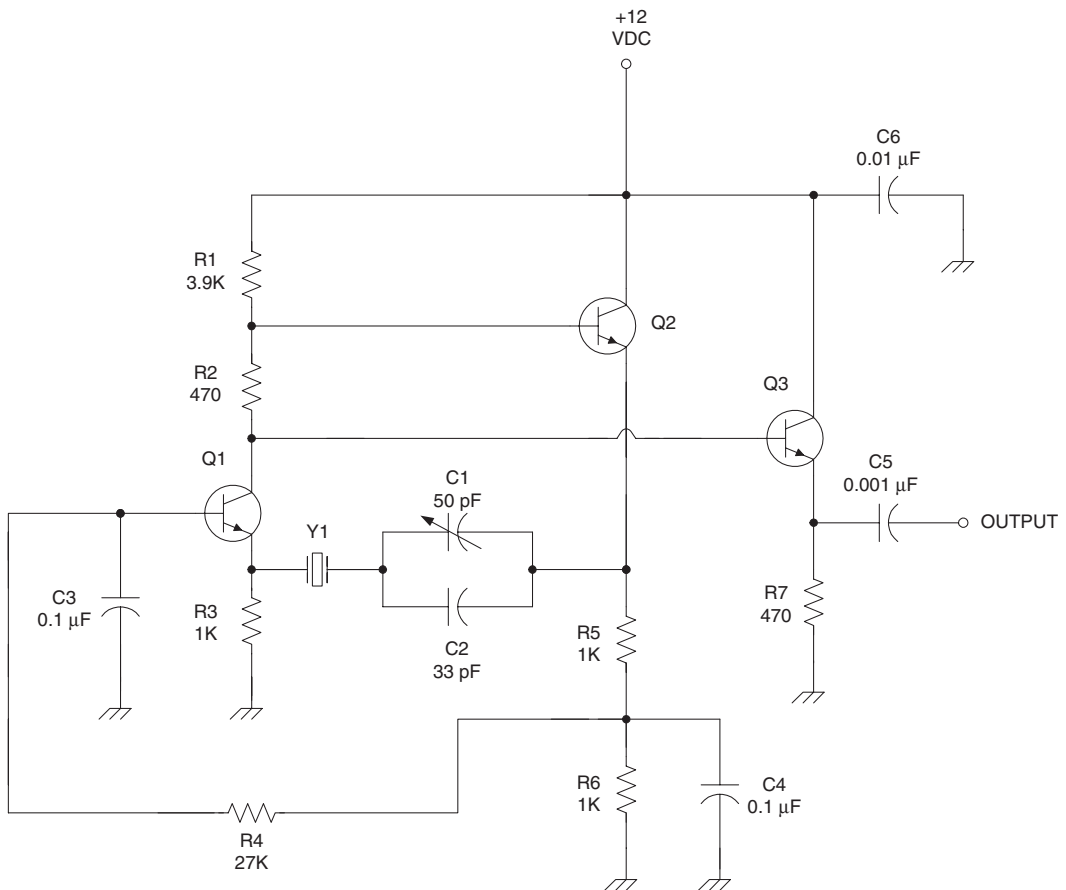 +12
VDC
C6
0.01 µF
R1
3.9K
Q2
R2
470
Q3
Q1
C1
50 pF
C5
0.001 µF
OUTPUT
Y1
C3
0.1 µF
R3
1K
C2
33 pF
R5
1K
R7
470
R6
1K
C4
0.1 µF
R4
27K